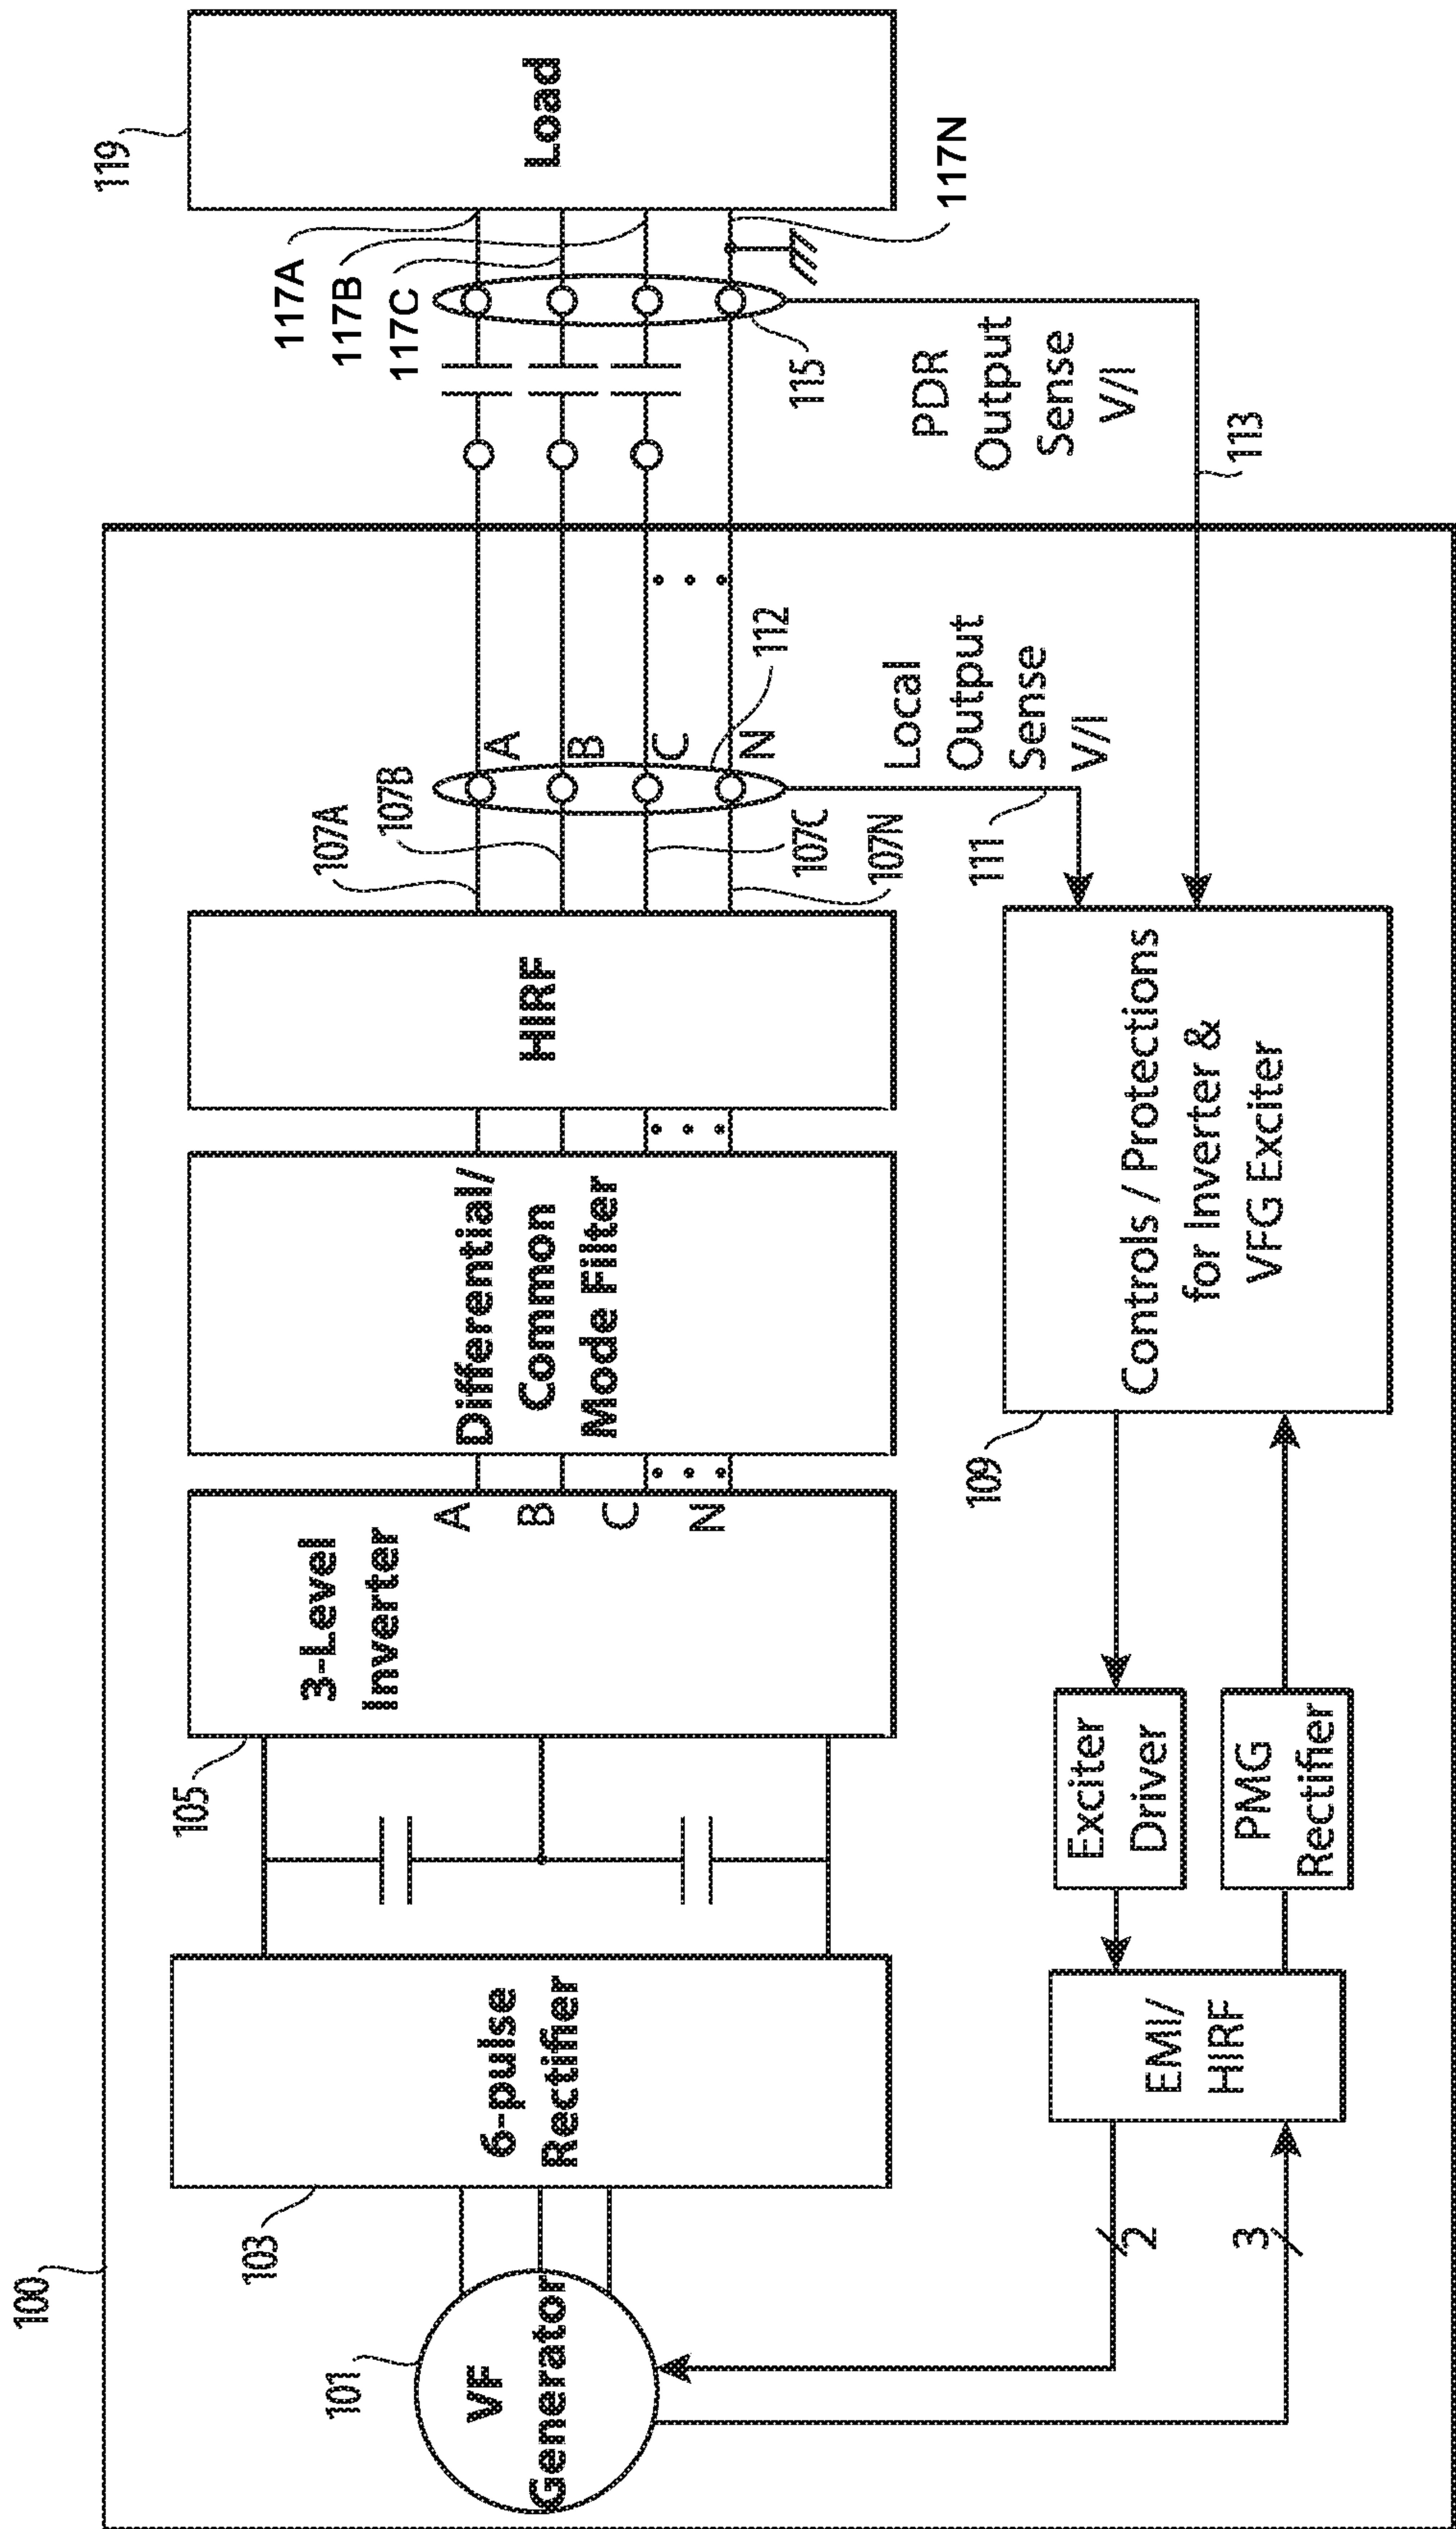 100
101
VF
Generator
103
6-pulse
Rectifier
105
3-Level
Inverter
A
B
C
N
Differential/
Common
Mode Filter
HIRF
107A
107B
107C
107N
A
B
C
N
112
Local
Output
Sense
V/I
111
117A
117B
117C
117N
115
PDR
Output
Sense
V/I
113
119
Load
2
3
EMI/
HIRF
Exciter
Driver
PMG
Rectifier
109
Controls / Protections
for Inverter &
VFG Exciter